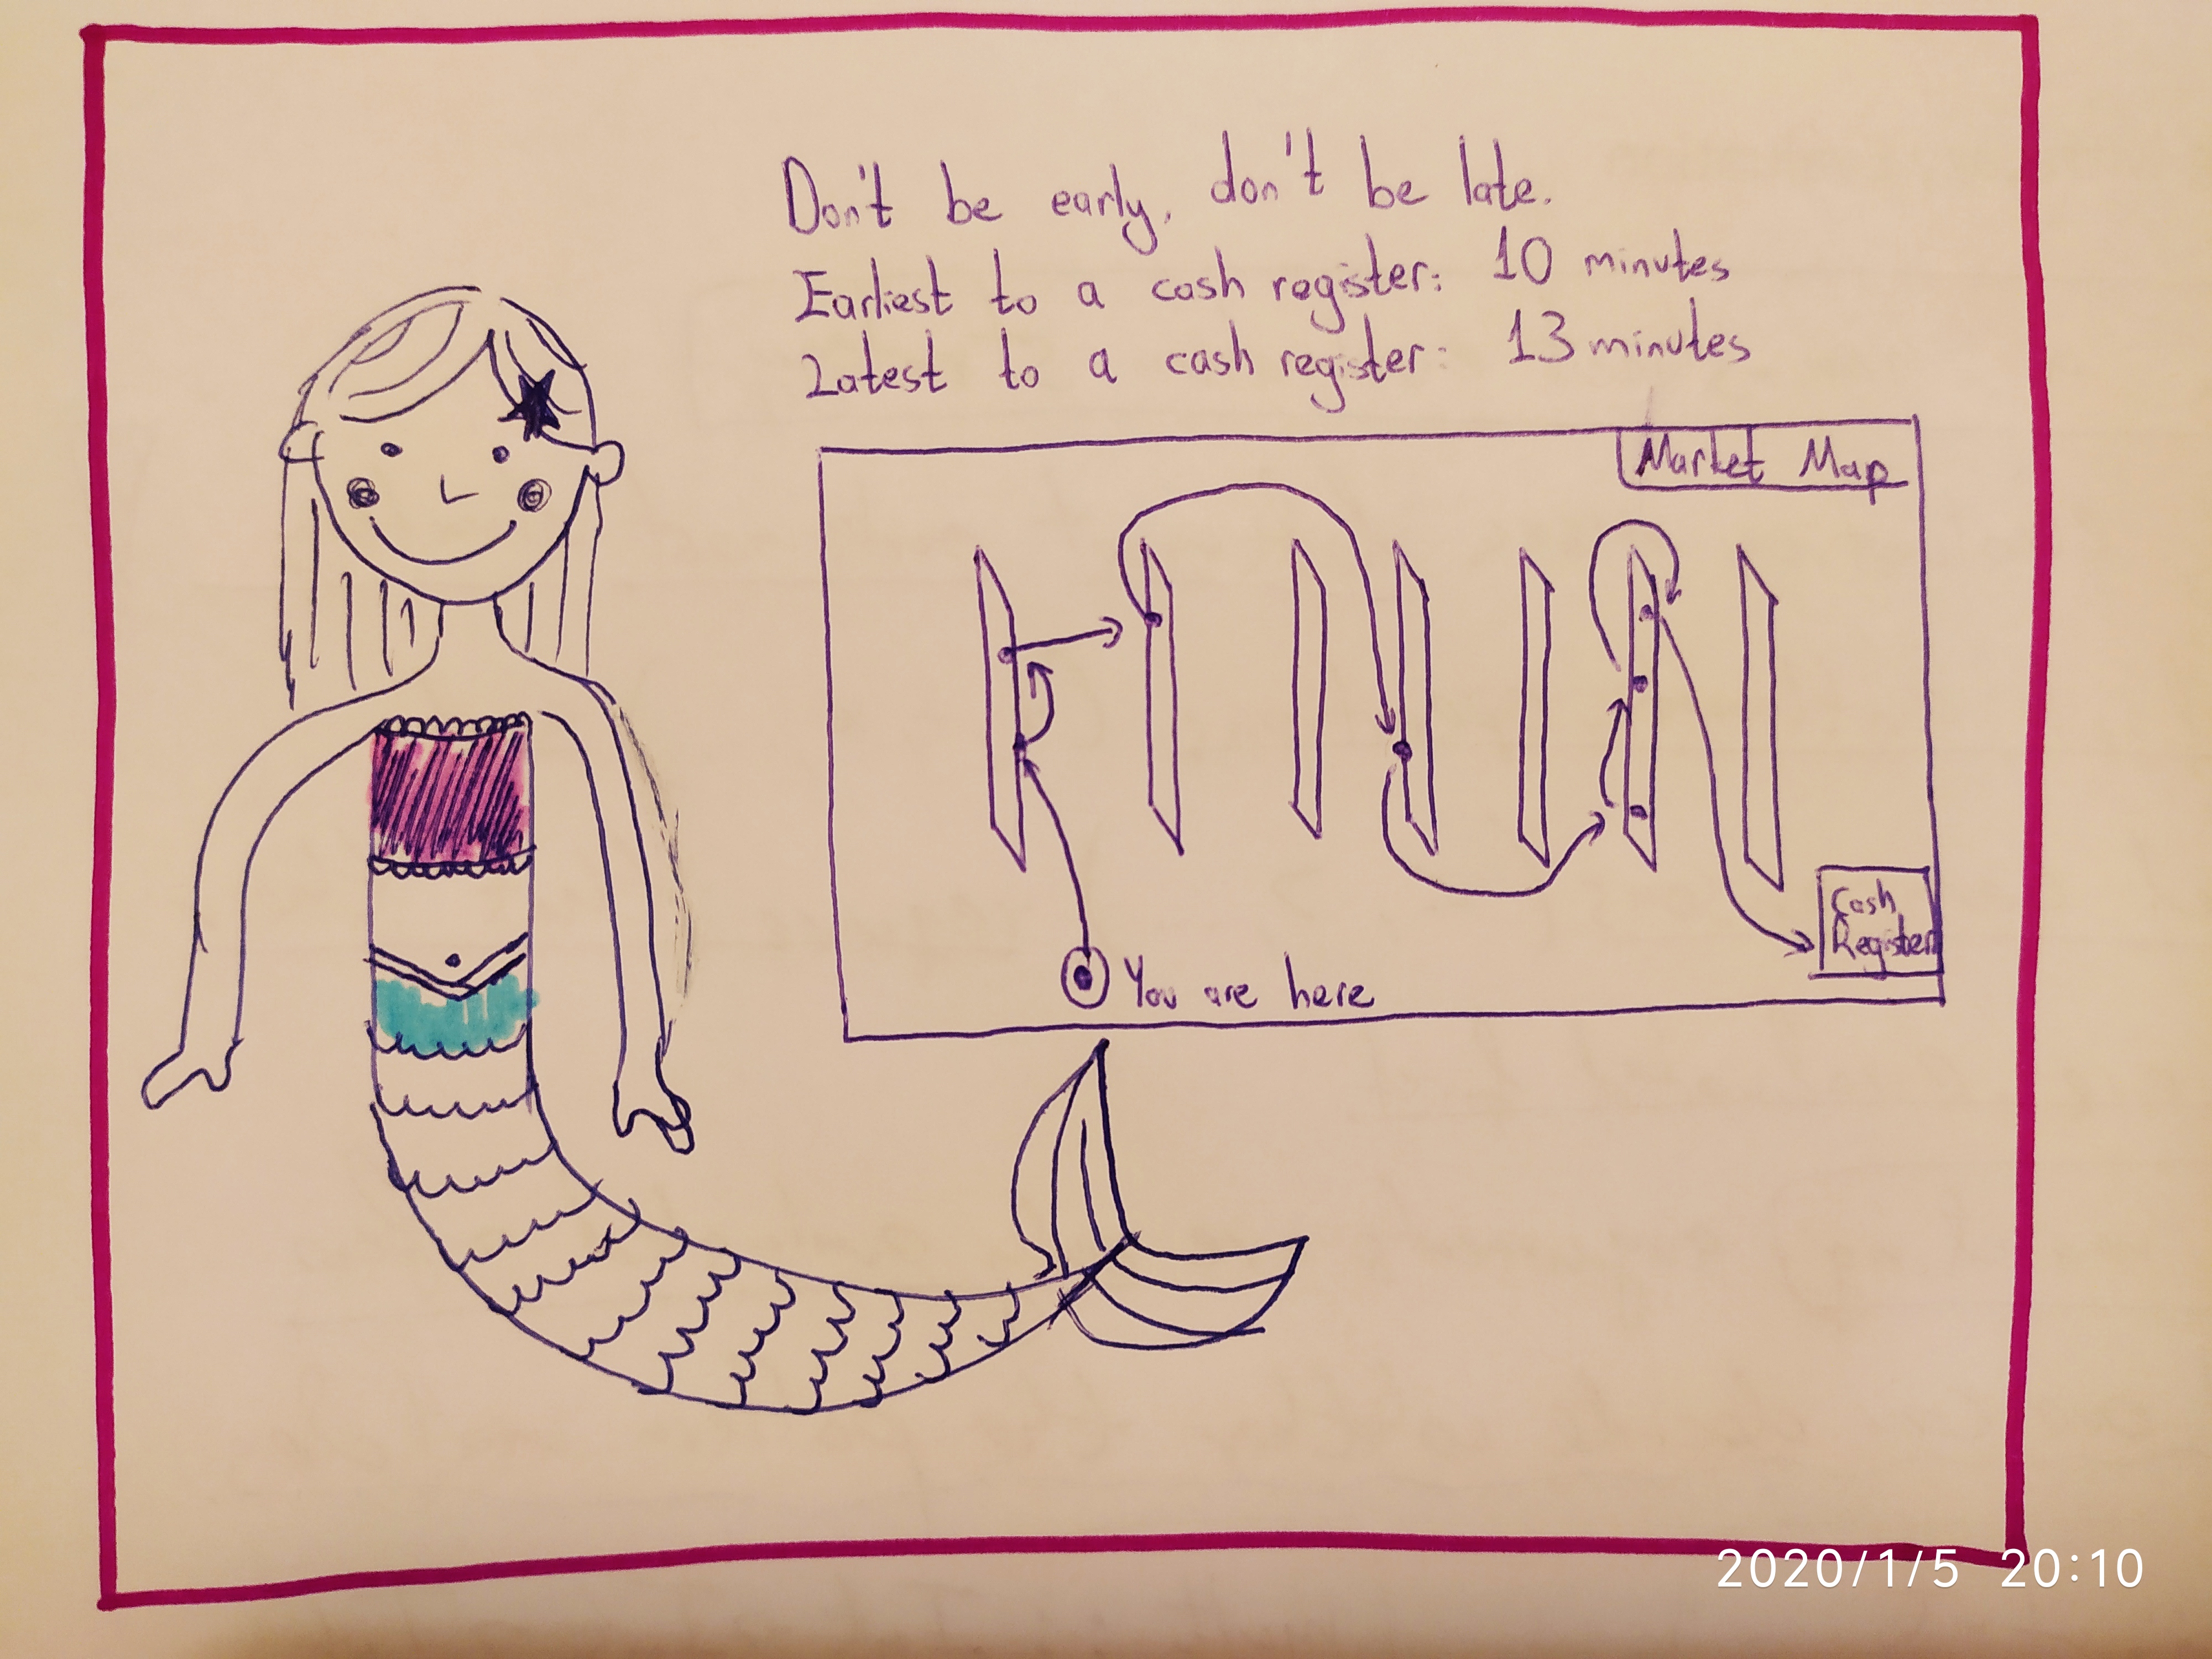 Don't be early, don't be late.
Earliest to a cash register: 10 minutes
Latest to a cash register: 13 minutes
Market Map
Cash
Register
You are here
2020/1/5 20:10